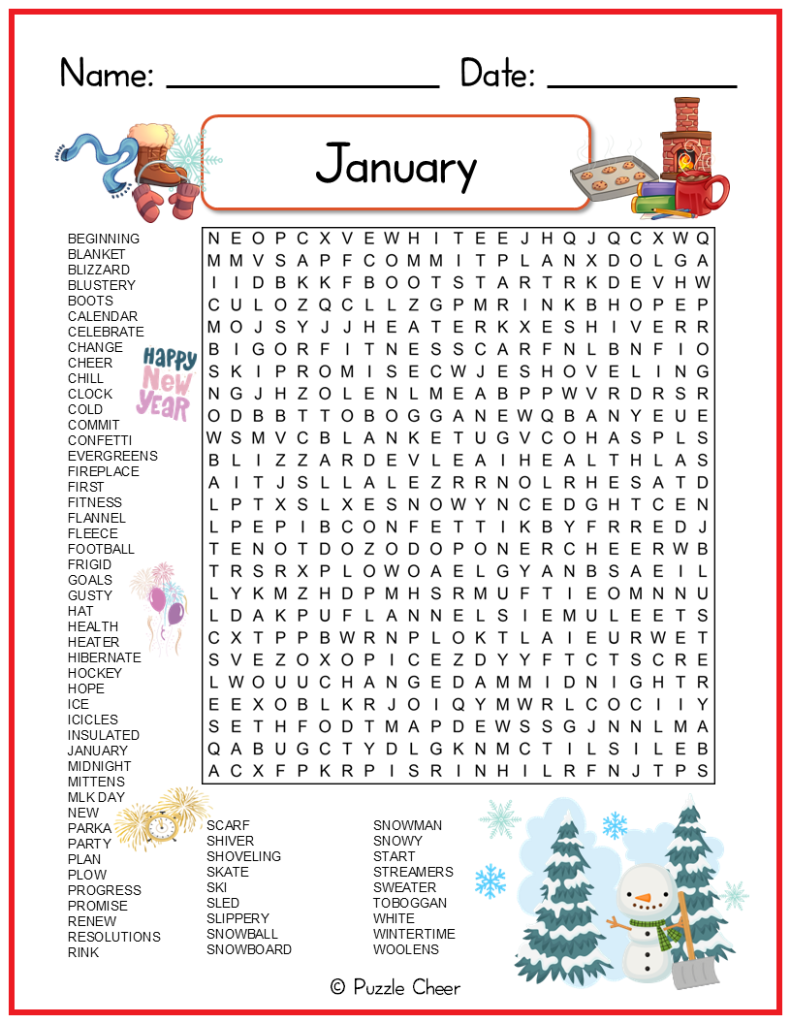 Name: Date:
January
BEGINNING
BLANKET
BLIZZARD
BLUSTERY
BOOTS
CALENDAR
CELEBRATE
CHANGE
CHEER
CHILL
CLOCK
COLD
COMMIT
CONFETTI
EVERGREENS
FIREPLACE
FIRST
FITNESS
FLANNEL
FLEECE
FOOTBALL
FRIGID
GOALS
GUSTY
HAT
HEALTH
HEATER
HIBERNATE
HOCKEY
HOPE
ICE
ICICLES
INSULATED
JANUARY
MIDNIGHT
MITTENS
MLK DAY
NEW
PARKA
PARTY
PLAN
PLOW
PROGRESS
PROMISE
RENEW
RESOLUTIONS
RINK
HAPPY
New
YEAR
N E O P C X V E W H I T E E J H Q J Q C X W Q
M M V S A P F C O M M I T P L A N X D O L G A
I I D B K K F B O O T S T A R T R K D E V H W
C U L O Z Q C L L Z G P M R I N K B H O P E P
M O J S Y J J H E A T E R K X E S H I V E R R
B I G O R F I T N E S S C A R F N L B N F I O
S K I P R O M I S E C W J E S H O V E L I N G
N G J H Z O L E N L M E A B P P W V R D R S R
O D B B T T O B O G G A N E W Q B A N Y E U E
W S M V C B L A N K E T U G V C O H A S P L S
B L I Z Z A R D E V L E A I H E A L T H L A S
A I T J S L L A L E Z R R N O L R H E S A T D
L P T X S L X E S N O W Y N C E D G H T C E N
L P E P I B C O N F E T T I K B Y F R R E D J
T E N O T D O Z O D O P O N E R C H E E R W B
T R S R X P L O W O A E L G Y A N B S A E I L
L Y K M Z H D P M H S R M U F T I E O M N N U
L D A K P U F L A N N E L S I E M U L E E T S
C X T P P B W R N P L O K T L A I E U R W E T
S V E Z O X O P I C E Z D Y Y F T C T S C R E
L W O U U C H A N G E D A M M I D N I G H T R
E E X O B L K R J O I Q Y M W R L C O C I I Y
S E T H F O D T M A P D E W S S G J N N L M A
Q A B U G C T Y D L G K N M C T I L S I L E B
A C X F P K R P I S R I N H I L R F N J T P S
SCARF
SHIVER
SHOVELING
SKATE
SKI
SLED
SLIPPERY
SNOWBALL
SNOWBOARD
SNOWMAN
SNOWY
START
STREAMERS
SWEATER
TOBOGGAN
WHITE
WINTERTIME
WOOLENS
© Puzzle Cheer